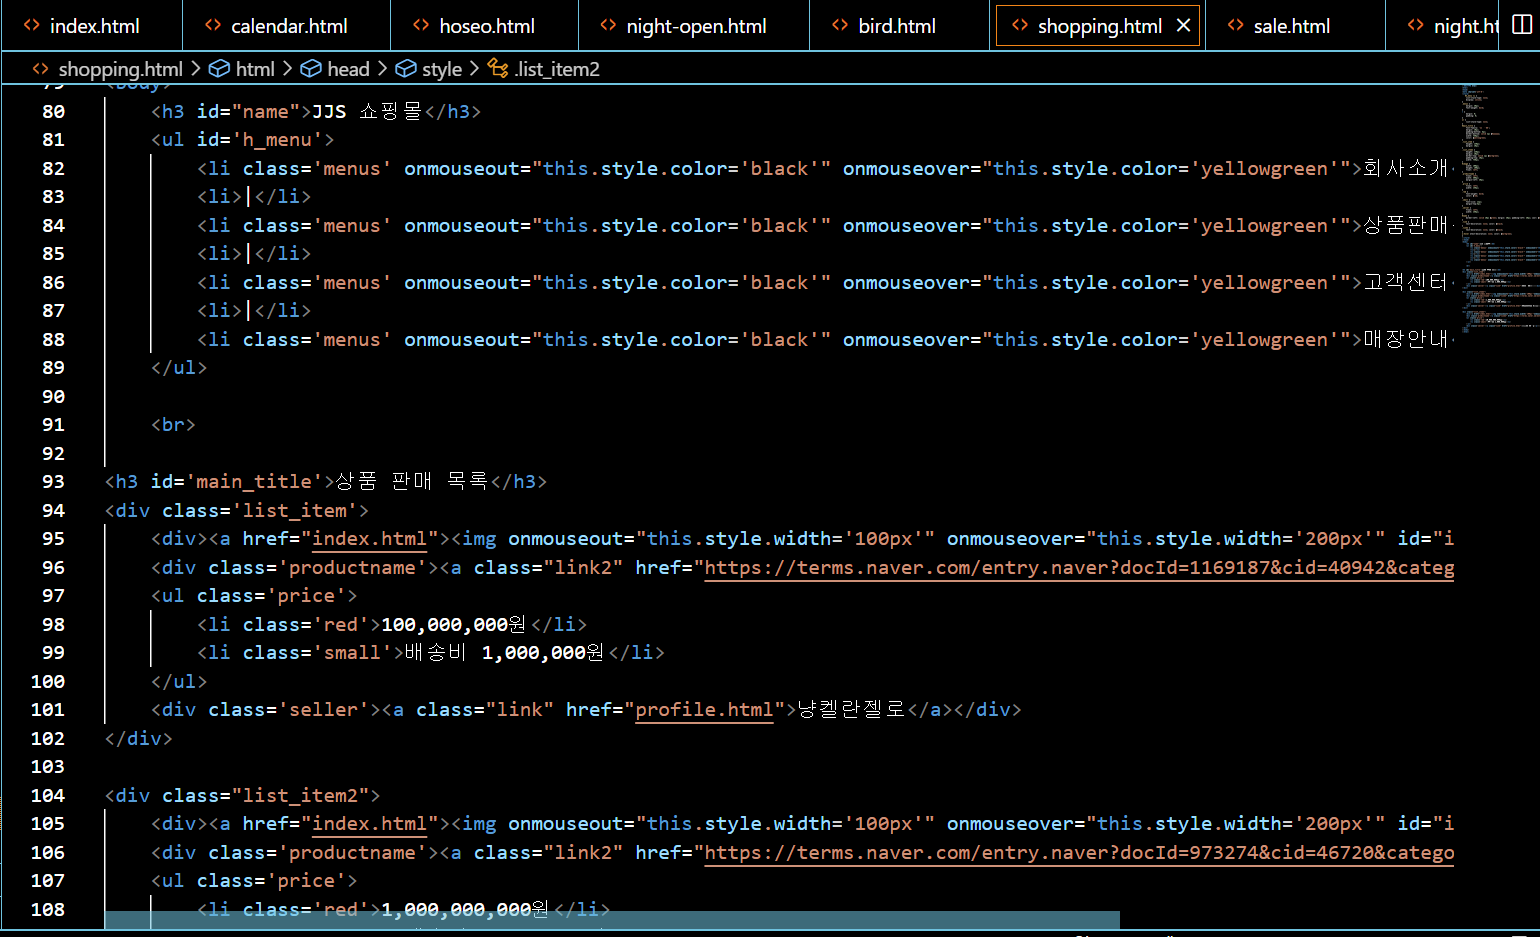 index.html calendar.html hoseo.html night-open.html bird.html shopping.html sale.html night.ht
shopping.html > html > head > style > .list_item2
79 <body>
80 <h3 id="name">JJS 쇼핑몰</h3>
81 <ul id='h_menu'>
82 <li class='menus' onmouseout="this.style.color='black'" onmouseover="this.style.color='yellowgreen'">회사소개
83 <li>|</li>
84 <li class='menus' onmouseout="this.style.color='black'" onmouseover="this.style.color='yellowgreen'">상품판매
85 <li>|</li>
86 <li class='menus' onmouseout="this.style.color='black'" onmouseover="this.style.color='yellowgreen'">고객센터
87 <li>|</li>
88 <li class='menus' onmouseout="this.style.color='black'" onmouseover="this.style.color='yellowgreen'">매장안내
89 </ul>
90
91 <br>
92
93 <h3 id='main_title'>상품 판매 목록</h3>
94 <div class='list_item'>
95 <div><a href="index.html"><img onmouseout="this.style.width='100px'" onmouseover="this.style.width='200px'" id="i
96 <div class='productname'><a class="link2" href="https://terms.naver.com/entry.naver?docId=1169187&cid=40942&categ
97 <ul class='price'>
98 <li class='red'>100,000,000원</li>
99 <li class='small'>배송비 1,000,000원</li>
100 </ul>
101 <div class='seller'><a class="link" href="profile.html">냥켈란젤로</a></div>
102 </div>
103
104 <div class="list_item2">
105 <div><a href="index.html"><img onmouseout="this.style.width='100px'" onmouseover="this.style.width='200px'" id="i
106 <div class='productname'><a class="link2" href="https://terms.naver.com/entry.naver?docId=973274&cid=46720&catego
107 <ul class='price'>
108 <li class='red'>1,000,000,000원</li>